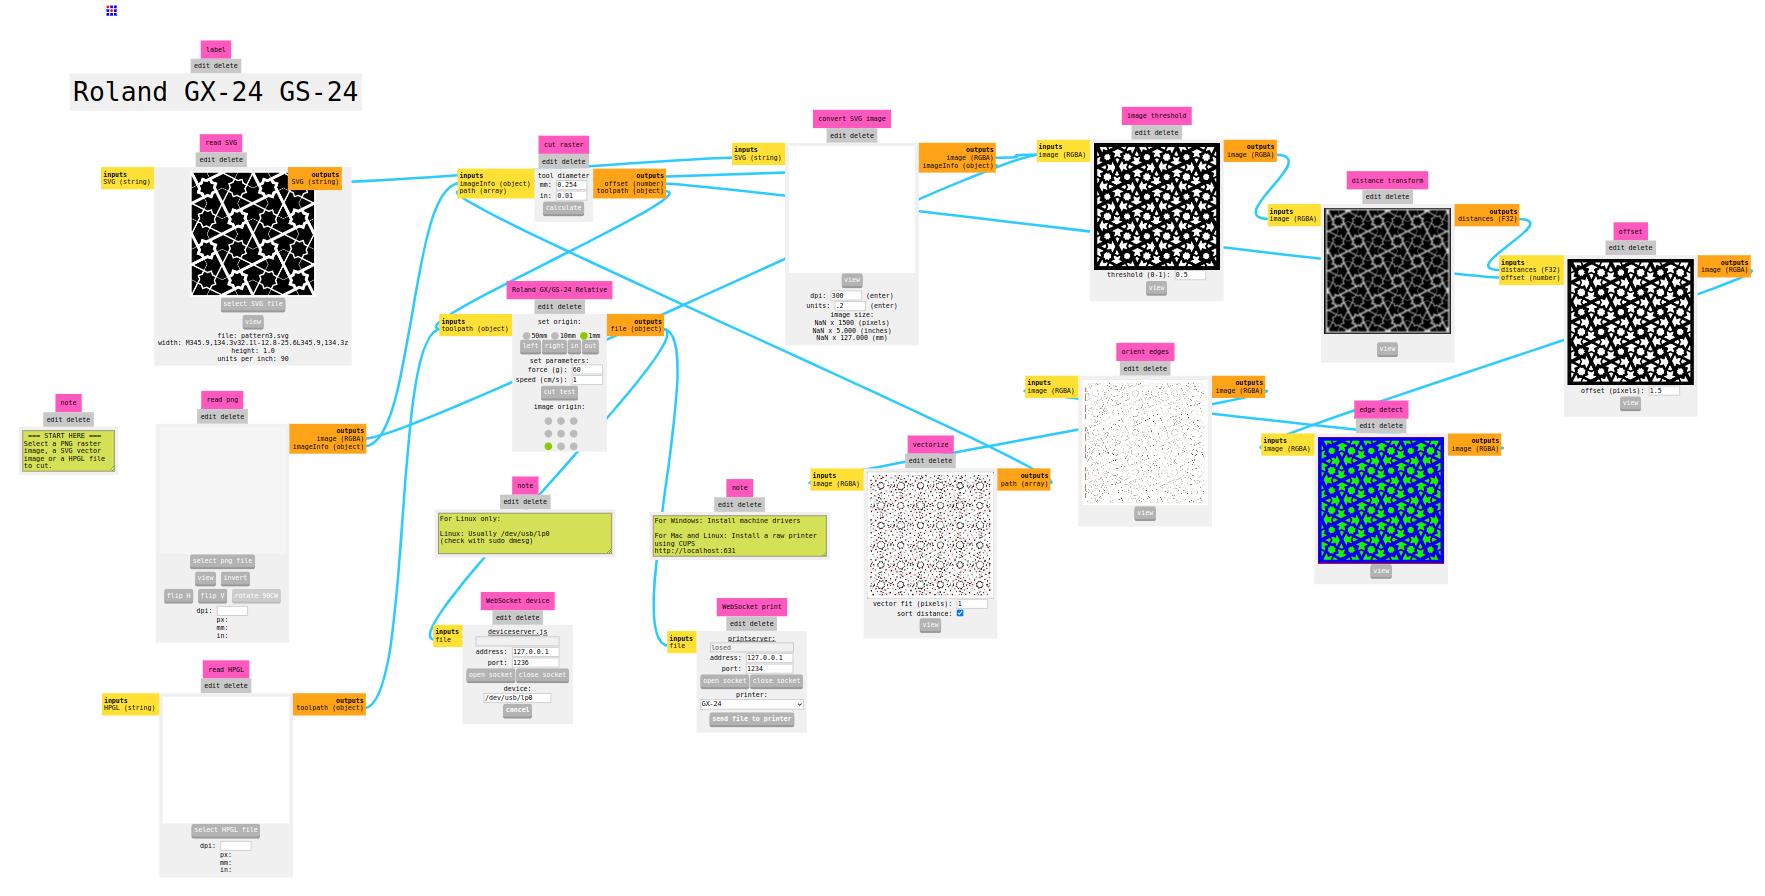 label
edit delete
Roland GX-24 GS-24
read SVG
edit delete
inputs
SVG (string)
outputs
SVG (string)
select SVG file
view
file: pattern3.svg
width: M345.9,134.3v32.1l-12.8-25.6L345.9,134.3z
height: 1.0
units per inch: 90
note
edit delete
=== START HERE ===
Select a PNG raster
image, a SVG vector
image or a HPGL file
to cut.
read png
edit delete
outputs
image (RGBA)
imageInfo (object)
select png file
view invert
flip H flip V rotate 90CW
dpi:
px:
mm:
in:
read HPGL
edit delete
inputs
HPGL (string)
outputs
toolpath (object)
select HPGL file
dpi:
px:
mm:
in:
cut raster
edit delete
inputs
imageInfo (object)
path (array)
tool diameter
mm: 0.254
in: 0.01
calculate
outputs
offset (number)
toolpath (object)
Roland GX/GS-24 Relative
edit delete
inputs
toolpath (object)
outputs
file (object)
set origin:
50mm 10mm 1mm
left right in out
set parameters:
force (g): 60
speed (cm/s): 1
cut test
image origin:
note
edit delete
For Linux only:
Linux: Usually /dev/usb/lp0
(check with sudo dmesg)
note
edit delete
For Windows: Install machine drivers
For Mac and Linux: Install a raw printer
using CUPS
http://localhost:631
WebSocket device
edit delete
inputs
file
deviceserver.js
address: 127.0.0.1
port: 1236
open socket close socket
device:
/dev/usb/lp0
cancel
WebSocket print
edit delete
inputs
file
printserver:
losed
address: 127.0.0.1
port: 1234
open socket close socket
printer:
GX-24
send file to printer
convert SVG image
edit delete
inputs
SVG (string)
outputs
image (RGBA)
imageInfo (object)
view
dpi: 300 (enter)
units: .2 (enter)
image size:
NaN x 1500 (pixels)
NaN x 5.000 (inches)
NaN x 127.000 (mm)
image threshold
edit delete
inputs
image (RGBA)
outputs
image (RGBA)
threshold (0-1): 0.5
view
distance transform
edit delete
inputs
image (RGBA)
outputs
distances (F32)
view
offset
edit delete
inputs
distances (F32)
offset (number)
outputs
image (RGBA)
offset (pixels): 1.5
view
edge detect
edit delete
inputs
image (RGBA)
outputs
image (RGBA)
view
orient edges
edit delete
inputs
image (RGBA)
outputs
image (RGBA)
view
vectorize
edit delete
inputs
image (RGBA)
outputs
path (array)
vector fit (pixels): 1
sort distance:
view